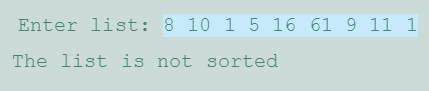 Enter list: 8 10 1 5 16 61 9 11 1
The list is not sorted